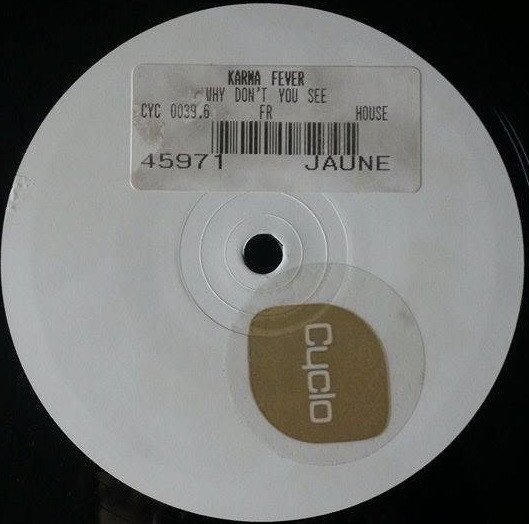 KARMA FEVER
WHY DON'T YOU SEE
CYC 0039.6 FR HOUSE
45971 JAUNE
Cyclo